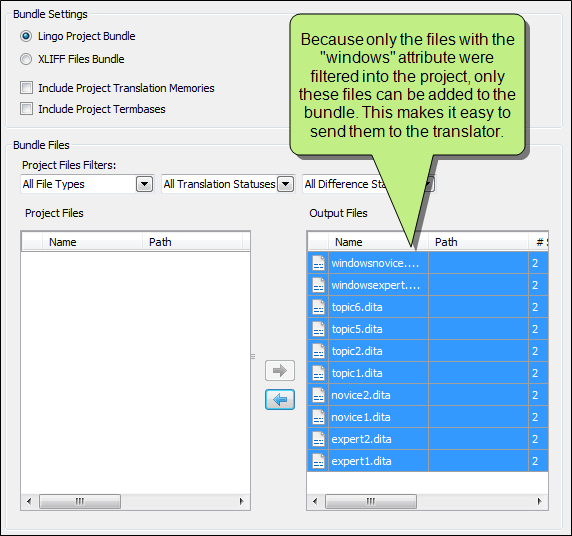 Bundle Settings
Lingo Project Bundle
XLIFF Files Bundle
Include Project Translation Memories
Include Project Termbases
Because only the files with the
"windows" attribute were
filtered into the project, only
these files can be added to the
bundle. This makes it easy to
send them to the translator.
Bundle Files
Project Files Filters:
All File Types
All Translation Statuses
All Difference Sta
Project Files
Output Files
Name Path
Name Path # S
windowsnovice.... 2
windowsexpert.... 2
topic6.dita 2
topic5.dita 2
topic2.dita 2
topic1.dita 2
novice2.dita 2
novice1.dita 2
expert2.dita 2
expert1.dita 2